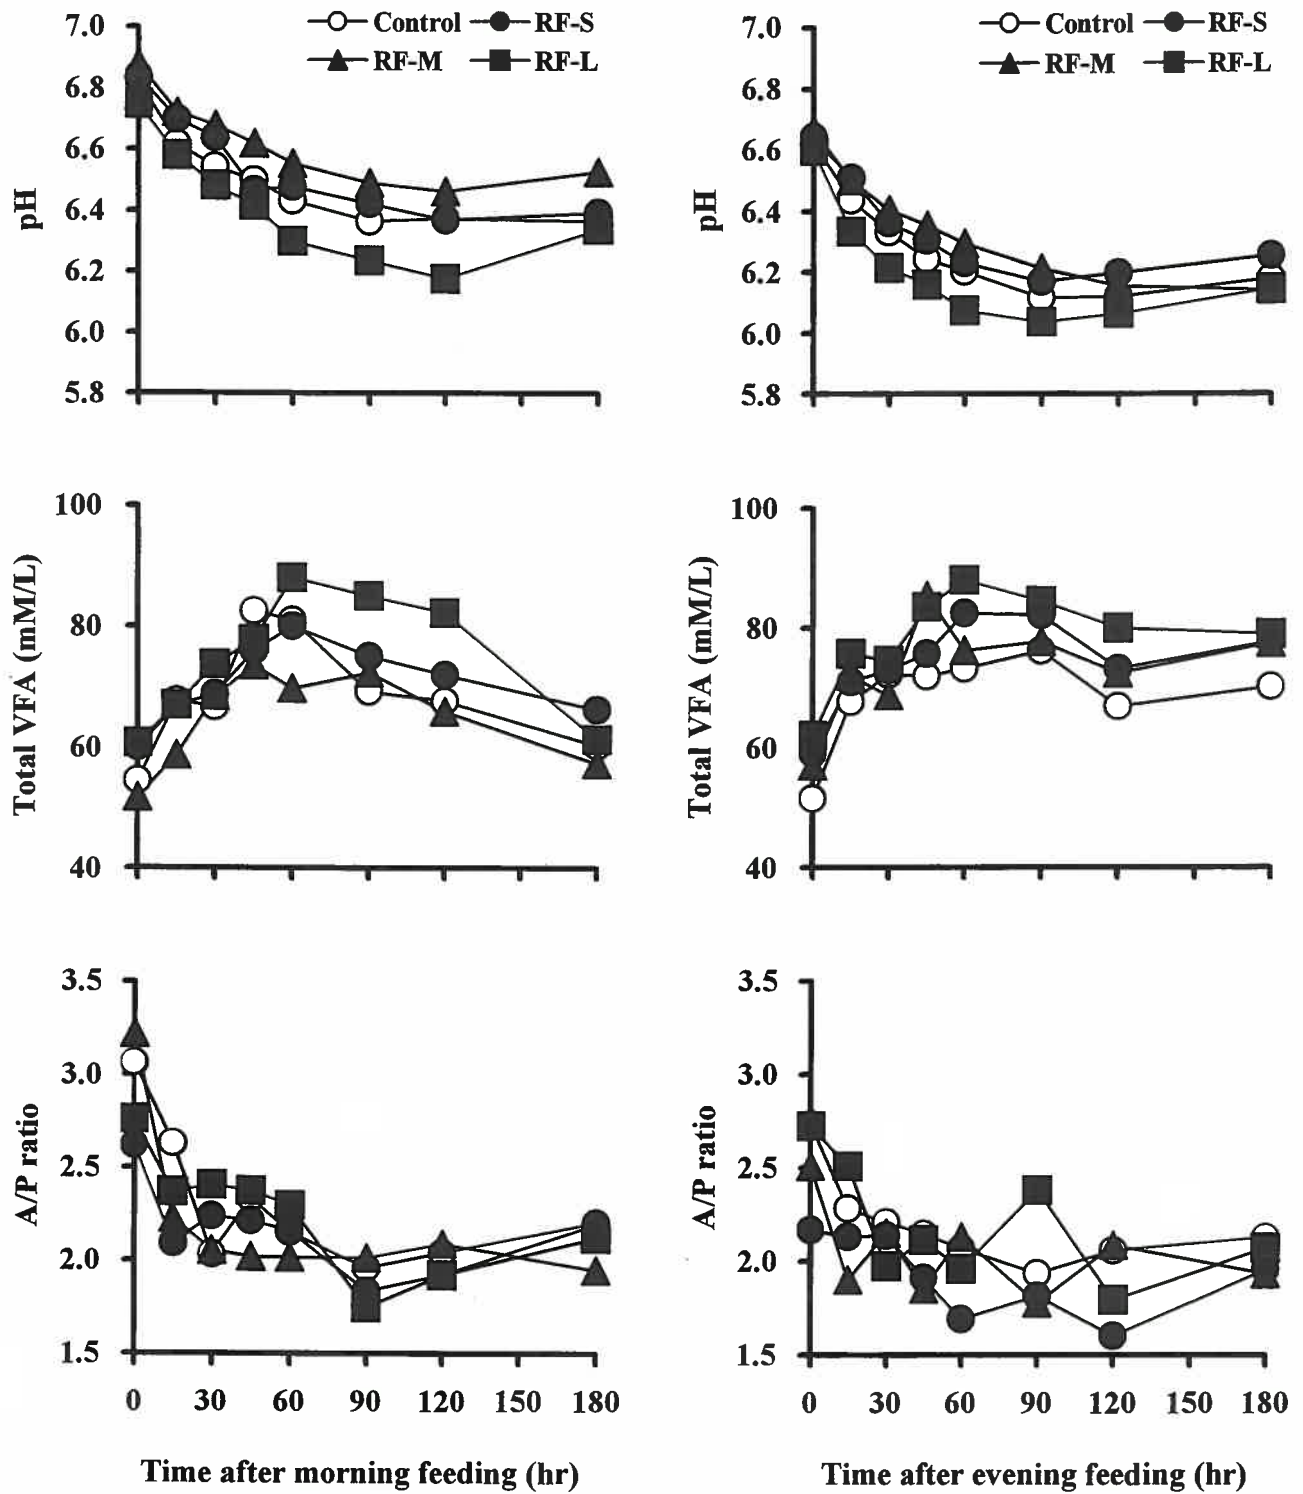 Control RF-S
RF-M RF-L
7.0
6.8
6.6
6.4
6.2
6.0
5.8
pH
Control RF-S
RF-M RF-L
7.0
6.8
6.6
6.4
6.2
6.0
5.8
pH
100
80
60
40
Total VFA (mM/L)
100
80
60
40
Total VFA (mM/L)
3.5
3.0
2.5
2.0
1.5
A/P ratio
0 30 60 90 120 150 180
Time after morning feeding (hr)
3.5
3.0
2.5
2.0
1.5
A/P ratio
0 30 60 90 120 150 180
Time after evening feeding (hr)